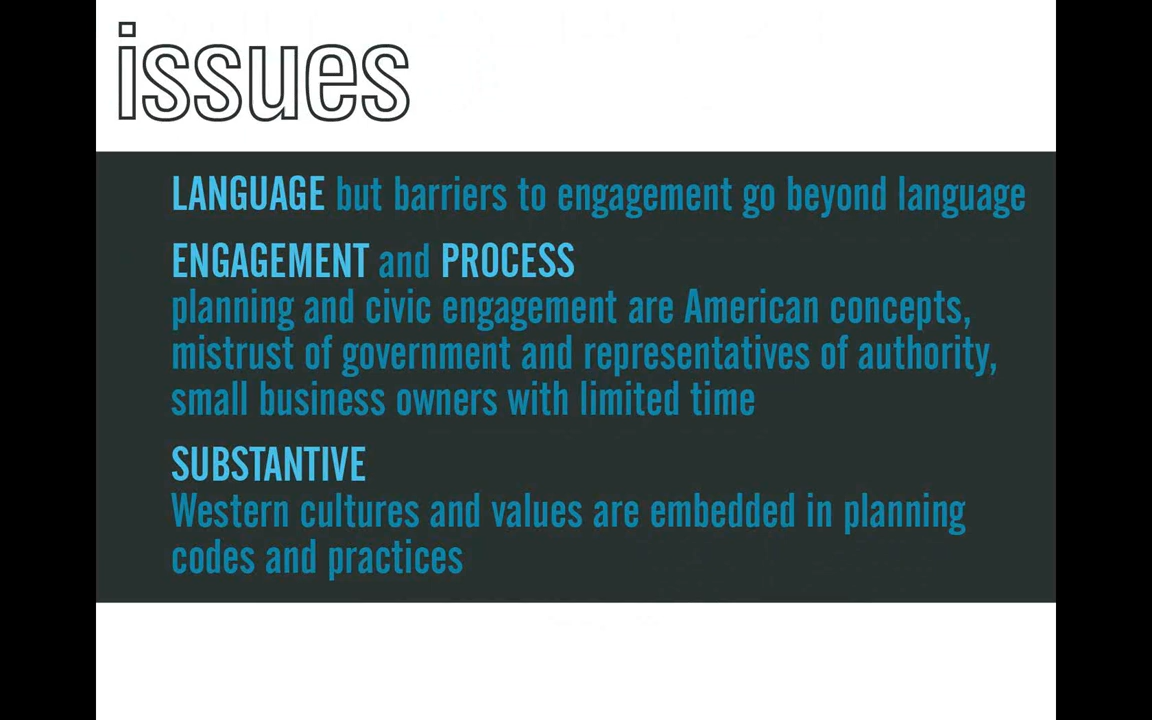 issues
LANGUAGE but barriers to engagement go beyond language
ENGAGEMENT and PROCESS
planning and civic engagement are American concepts,
mistrust of government and representatives of authority,
small business owners with limited time
SUBSTANTIVE
Western cultures and values are embedded in planning
codes and practices